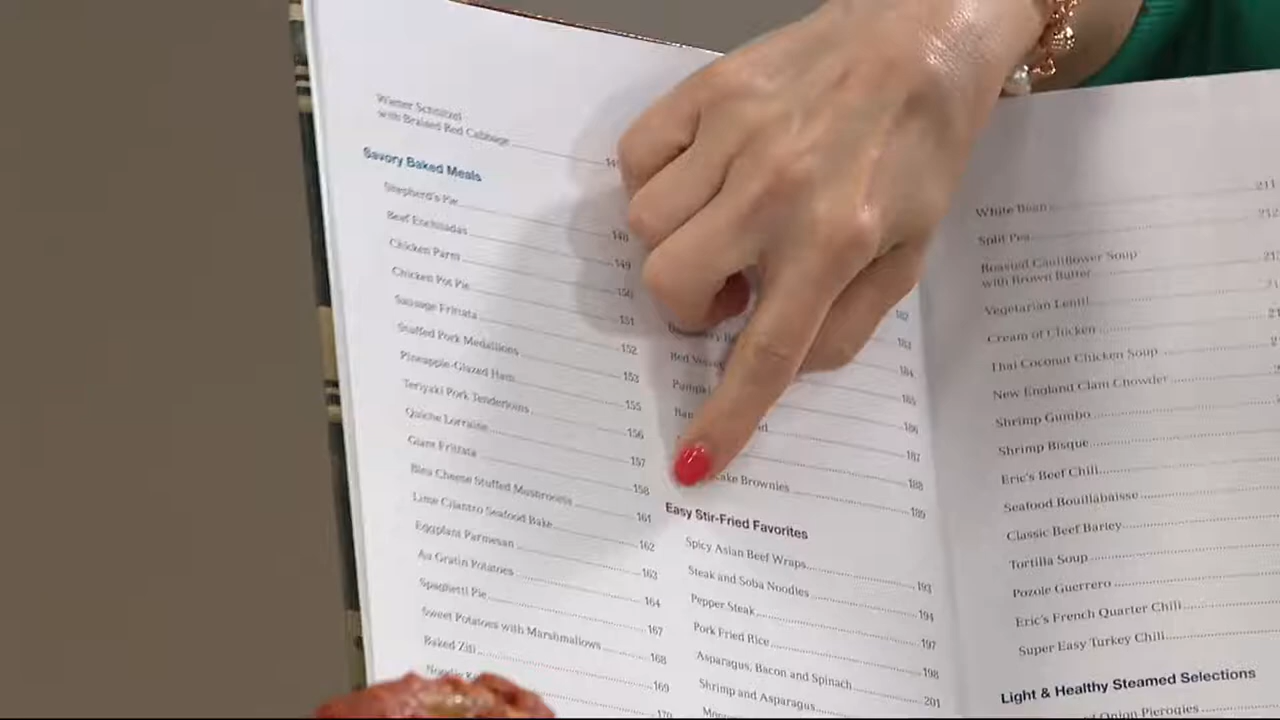 Wiener Schnitzel
with Braised Red Cabbage
Savory Baked Meals
Shepherd's Pie 148
Beef Enchiladas 149
Chicken Parm 150
Chicken Pot Pie 151
Sausage Frittata 152
Stuffed Pork Medallions 153
Pineapple-Glazed Ham 155
Teriyaki Pork Tenderloins 156
Quiche Lorraine 157
Giant Frittata 158
Bleu Cheese Stuffed Mushrooms 161
Lime Cilantro Seafood Bake 162
Eggplant Parmesan 163
Au Gratin Potatoes 164
Spaghetti Pie 167
Sweet Potatoes with Marshmallows 168
Baked Ziti 169
170
182
183
Red 184
185
186
187
188
Brownies 189
Easy Stir-Fried Favorites
Spicy Asian Beef Wraps 193
Steak and Soba Noodles 194
Pepper Steak 197
Pork Fried Rice 198
Asparagus, Bacon and Spinach 201
Shrimp and Asparagus
211
White Bean 212
Split Pea
Roasted Cauliflower Soup
with Brown Butter
Vegetarian Lentil
Cream of Chicken
Thai Coconut Chicken Soup
New England Clam Chowder
Shrimp Gumbo
Shrimp Bisque
Eric's Beef Chili
Seafood Bouillabaisse
Classic Beef Barley
Tortilla Soup
Pozole Guerrero
Eric's French Quarter Chili
Super Easy Turkey Chili
Light & Healthy Steamed Selections
Onion Pierogies